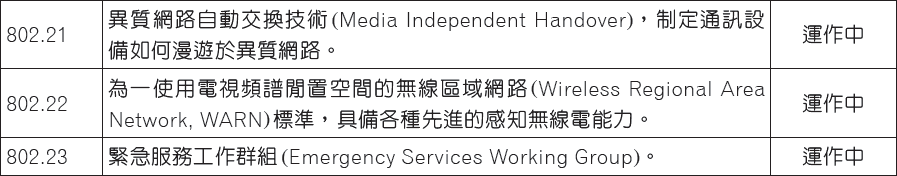 802.21 異質網路自動交換技術(Media Independent Handover)，制定通訊設 運作中
備如何漫遊於異質網路。
802.22 為一使用電視頻譜閒置空間的無線區域網路(Wireless Regional Area 運作中
Network, WARN)標準，具備各種先進的感知無線電能力。
802.23 緊急服務工作群組(Emergency Services Working Group)。 運作中